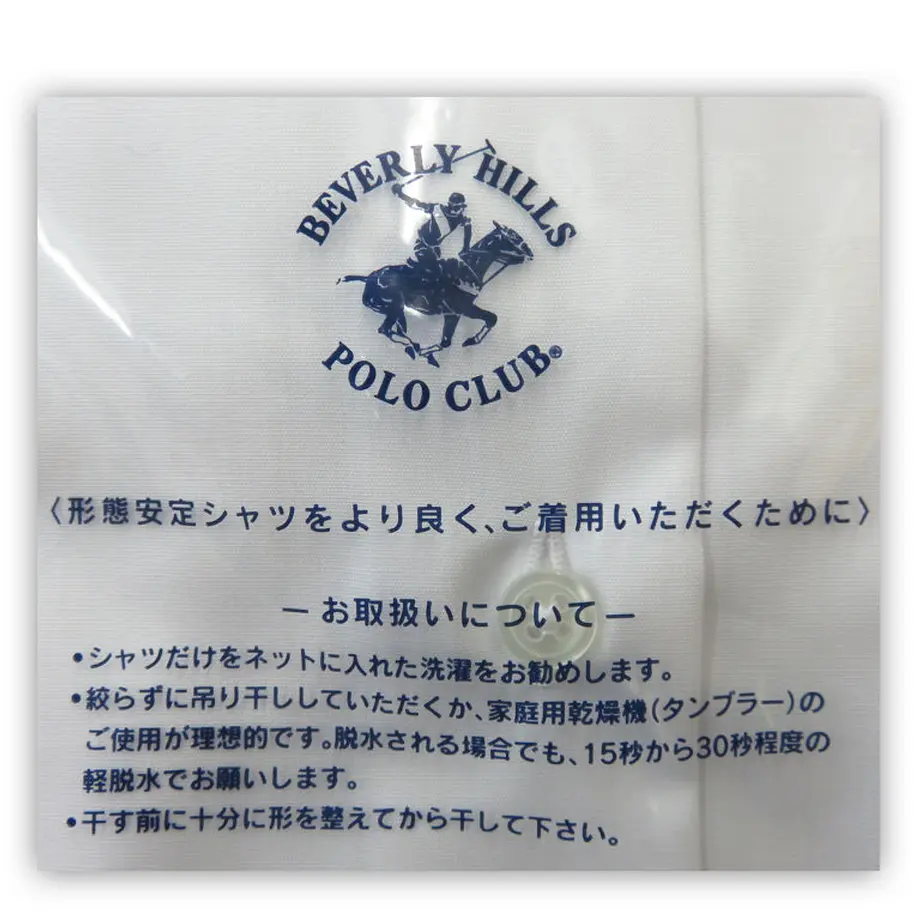 BEVERLY HILLS
POLO CLUB®
〈形態安定シャツをより良く、ご着用いただくために〉
－お取扱いについて－
•シャツだけをネットに入れた洗濯をお勧めします。
•絞らずに吊り干ししていただくか、家庭用乾燥機(タンブラー)の
ご使用が理想的です。脱水される場合でも、15秒から30秒程度の
軽脱水でお願いします。
•干す前に十分に形を整えてから干して下さい。